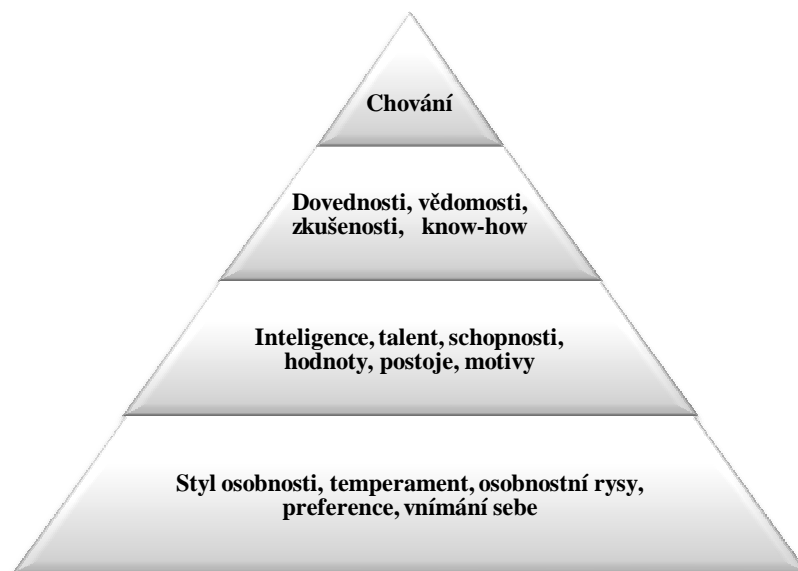 Chování
Dovednosti, vědomosti,
zkušenosti, know-how
Inteligence, talent, schopnosti,
hodnoty, postoje, motivy
Styl osobnosti, temperament, osobnostní rysy,
preference, vnímání sebe